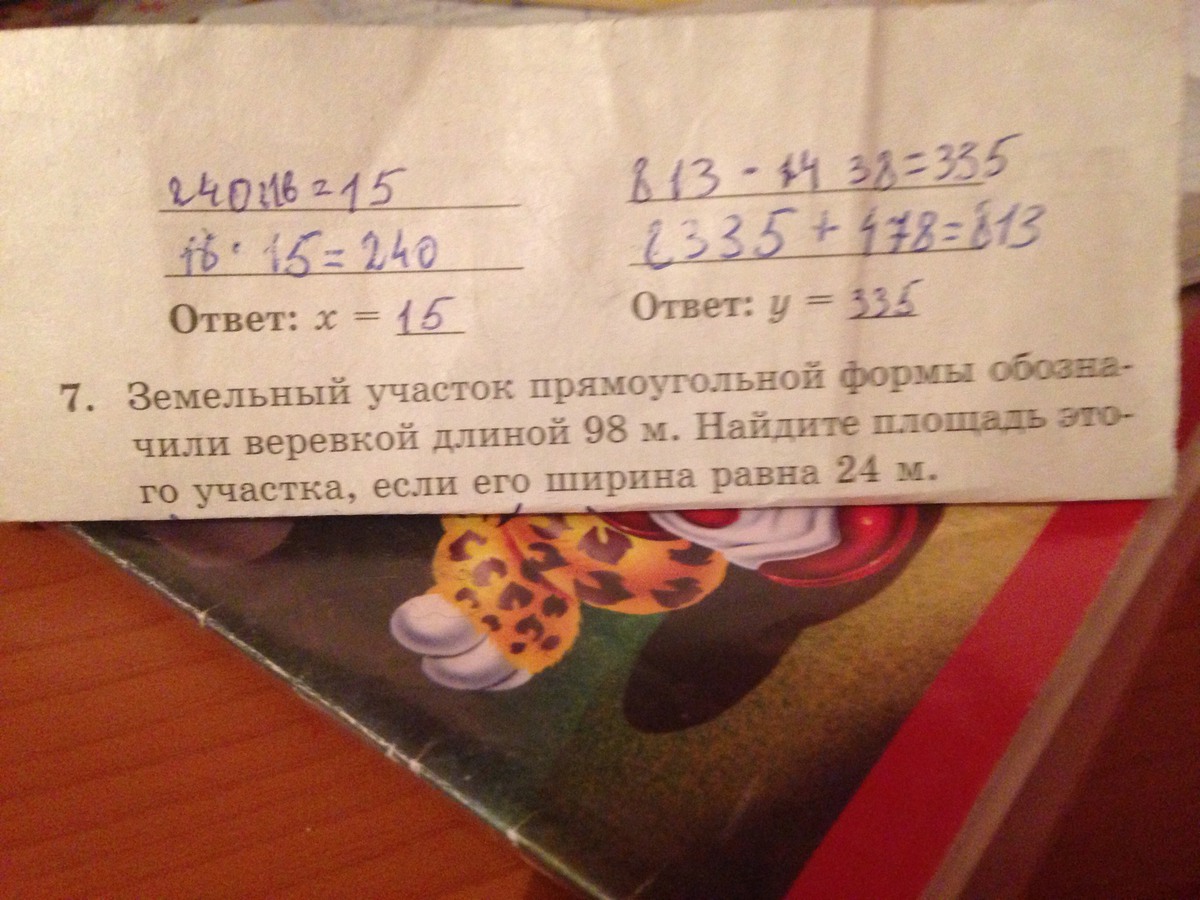 240:16=15
16·15=240
Ответ: x = 15
813 - 38=335
335 + 478=813
Ответ: y = 335
7. Земельный участок прямоугольной формы обозна-
чили веревкой длиной 98 м. Найдите площадь это-
го участка, если его ширина равна 24 м.